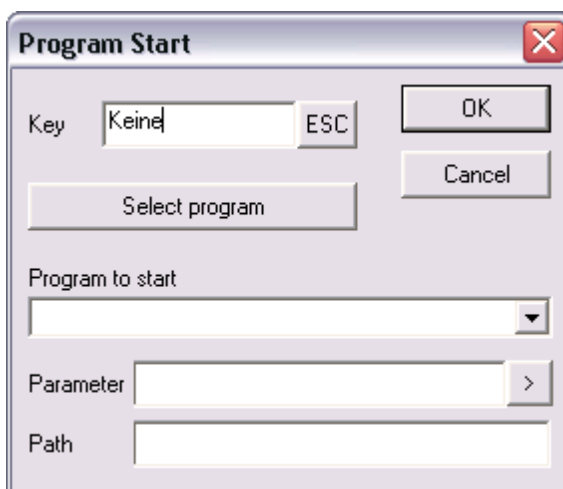 Program Start
Key Keine ESC OK
Cancel
Select program
Program to start
Parameter >
Path